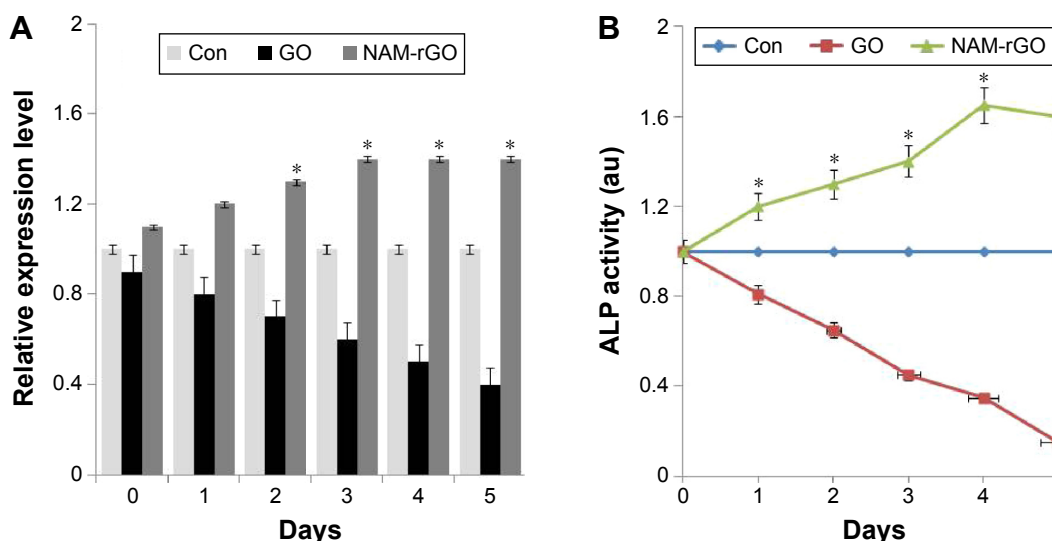 A
Relative expression level
2
1.6
1.2
0.8
0.4
0
Con GO NAM-rGO
* * * *
0 1 2 3 4 5
Days
B
ALP activity (au)
2
1.6
1.2
0.8
0.4
0
Con GO NAM-rGO
* * * *
0 1 2 3 4
Days